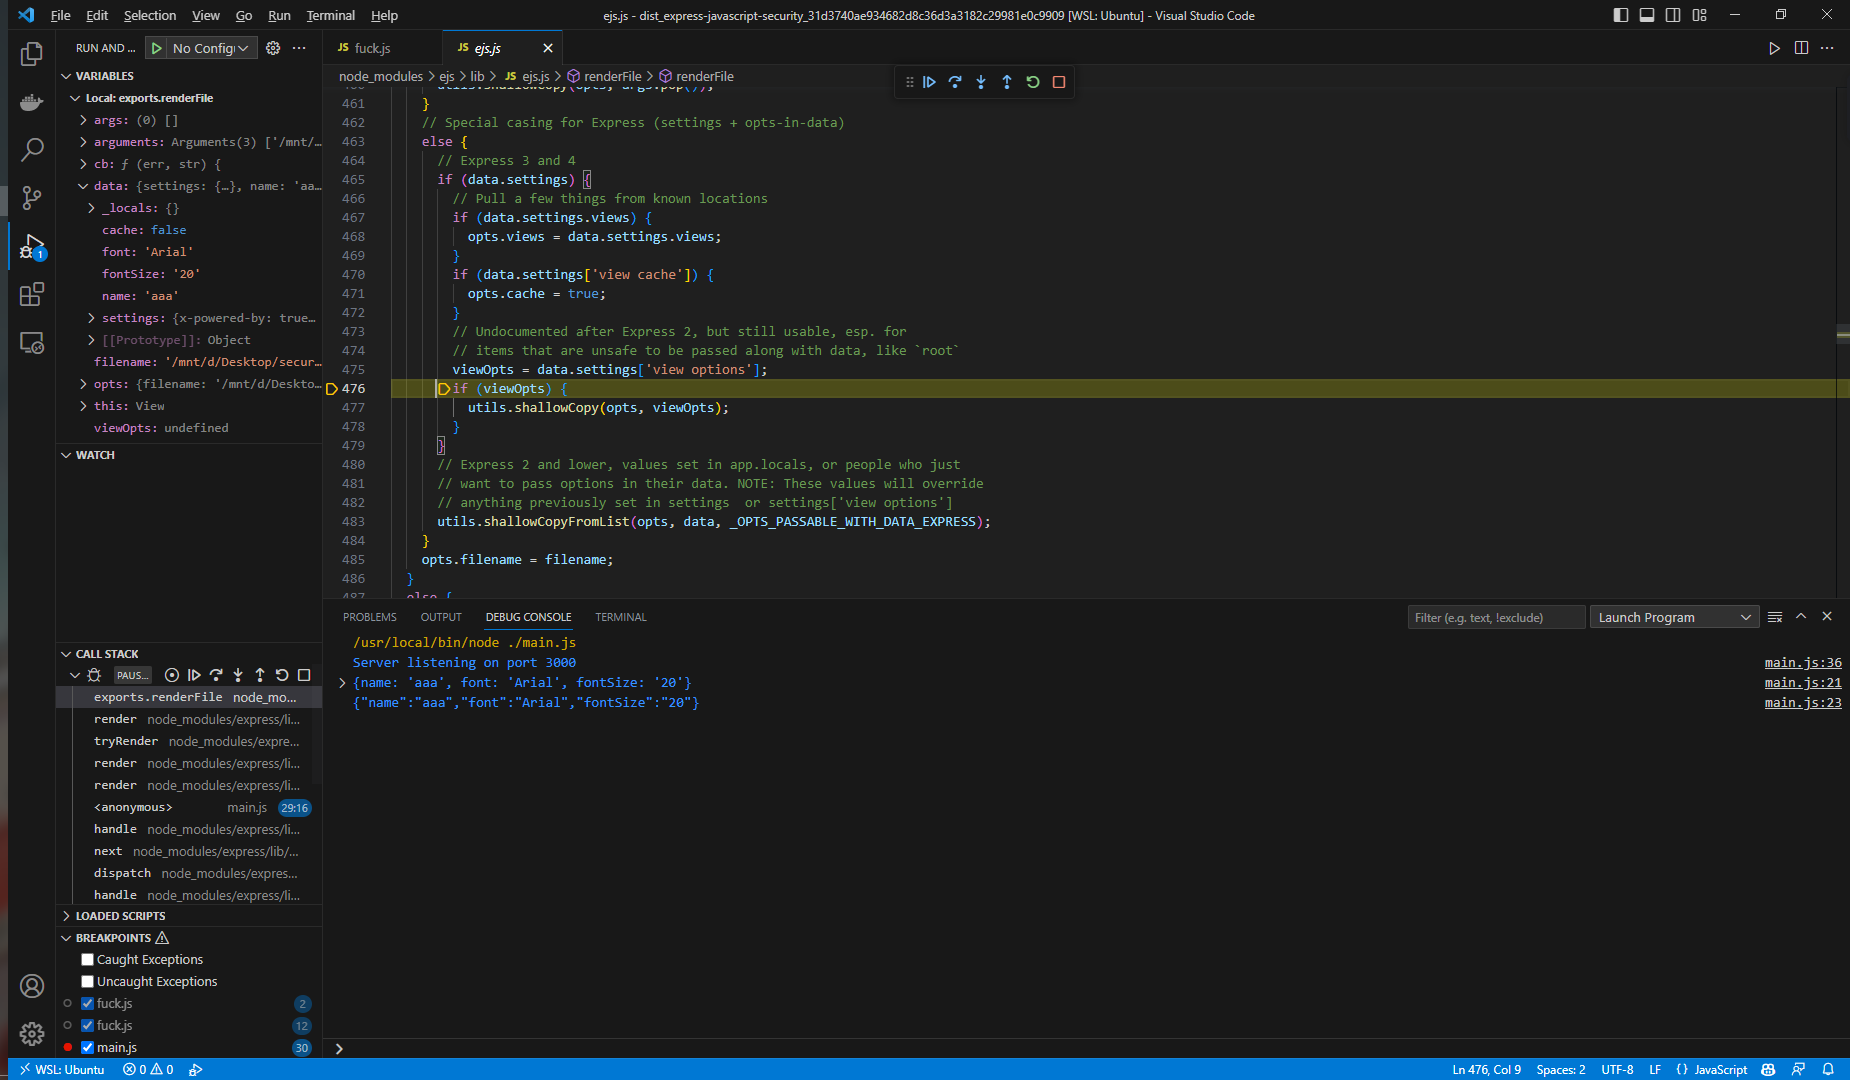 File Edit Selection View Go Run Terminal Help
ejs.js - dist_express-javascript-security_31d3740ae934682d8c36d3a3182c29981e0c9909 [WSL: Ubuntu] - Visual Studio Code
RUN AND ... No Config
VARIABLES
Local: exports.renderFile
args: (0) []
arguments: Arguments(3) ['/mnt/...
cb: ƒ (err, str) {
data: {settings: {…}, name: 'aa...
_locals: {}
cache: false
font: 'Arial'
fontSize: '20'
name: 'aaa'
settings: {x-powered-by: true...
[[Prototype]]: Object
filename: '/mnt/d/Desktop/secur...
opts: {filename: '/mnt/d/Deskto...
this: View
viewOpts: undefined
WATCH
CALL STACK
PAUS...
exports.renderFile node_mo...
render node_modules/express/li...
tryRender node_modules/expre...
render node_modules/express/li...
render node_modules/express/li...
<anonymous> main.js 29:16
handle node_modules/express/li...
next node_modules/express/lib/...
dispatch node_modules/expres...
handle node_modules/express/li...
LOADED SCRIPTS
BREAKPOINTS
Caught Exceptions
Uncaught Exceptions
fuck.js 2
fuck.js 12
main.js 30
JS fuck.js
JS ejs.js
node_modules > ejs > lib > JS ejs.js > renderFile > renderFile
460 utils.shallowCopy(opts, args.pop());
461 }
462 // Special casing for Express (settings + opts-in-data)
463 else {
464 // Express 3 and 4
465 if (data.settings) {
466 // Pull a few things from known locations
467 if (data.settings.views) {
468 opts.views = data.settings.views;
469 }
470 if (data.settings['view cache']) {
471 opts.cache = true;
472 }
473 // Undocumented after Express 2, but still usable, esp. for
474 // items that are unsafe to be passed along with data, like `root`
475 viewOpts = data.settings['view options'];
476 if (viewOpts) {
477 utils.shallowCopy(opts, viewOpts);
478 }
479 }
480 // Express 2 and lower, values set in app.locals, or people who just
481 // want to pass options in their data. NOTE: These values will override
482 // anything previously set in settings  or settings['view options']
483 utils.shallowCopyFromList(opts, data, _OPTS_PASSABLE_WITH_DATA_EXPRESS);
484 }
485 opts.filename = filename;
486 }
487 else {
PROBLEMS OUTPUT DEBUG CONSOLE TERMINAL
Filter (e.g. text, !exclude)
Launch Program
/usr/local/bin/node ./main.js
Server listening on port 3000 main.js:36
{name: 'aaa', font: 'Arial', fontSize: '20'} main.js:21
{"name":"aaa","font":"Arial","fontSize":"20"} main.js:23
1
WSL: Ubuntu 0 0
Ln 476, Col 9 Spaces: 2 UTF-8 LF {} JavaScript